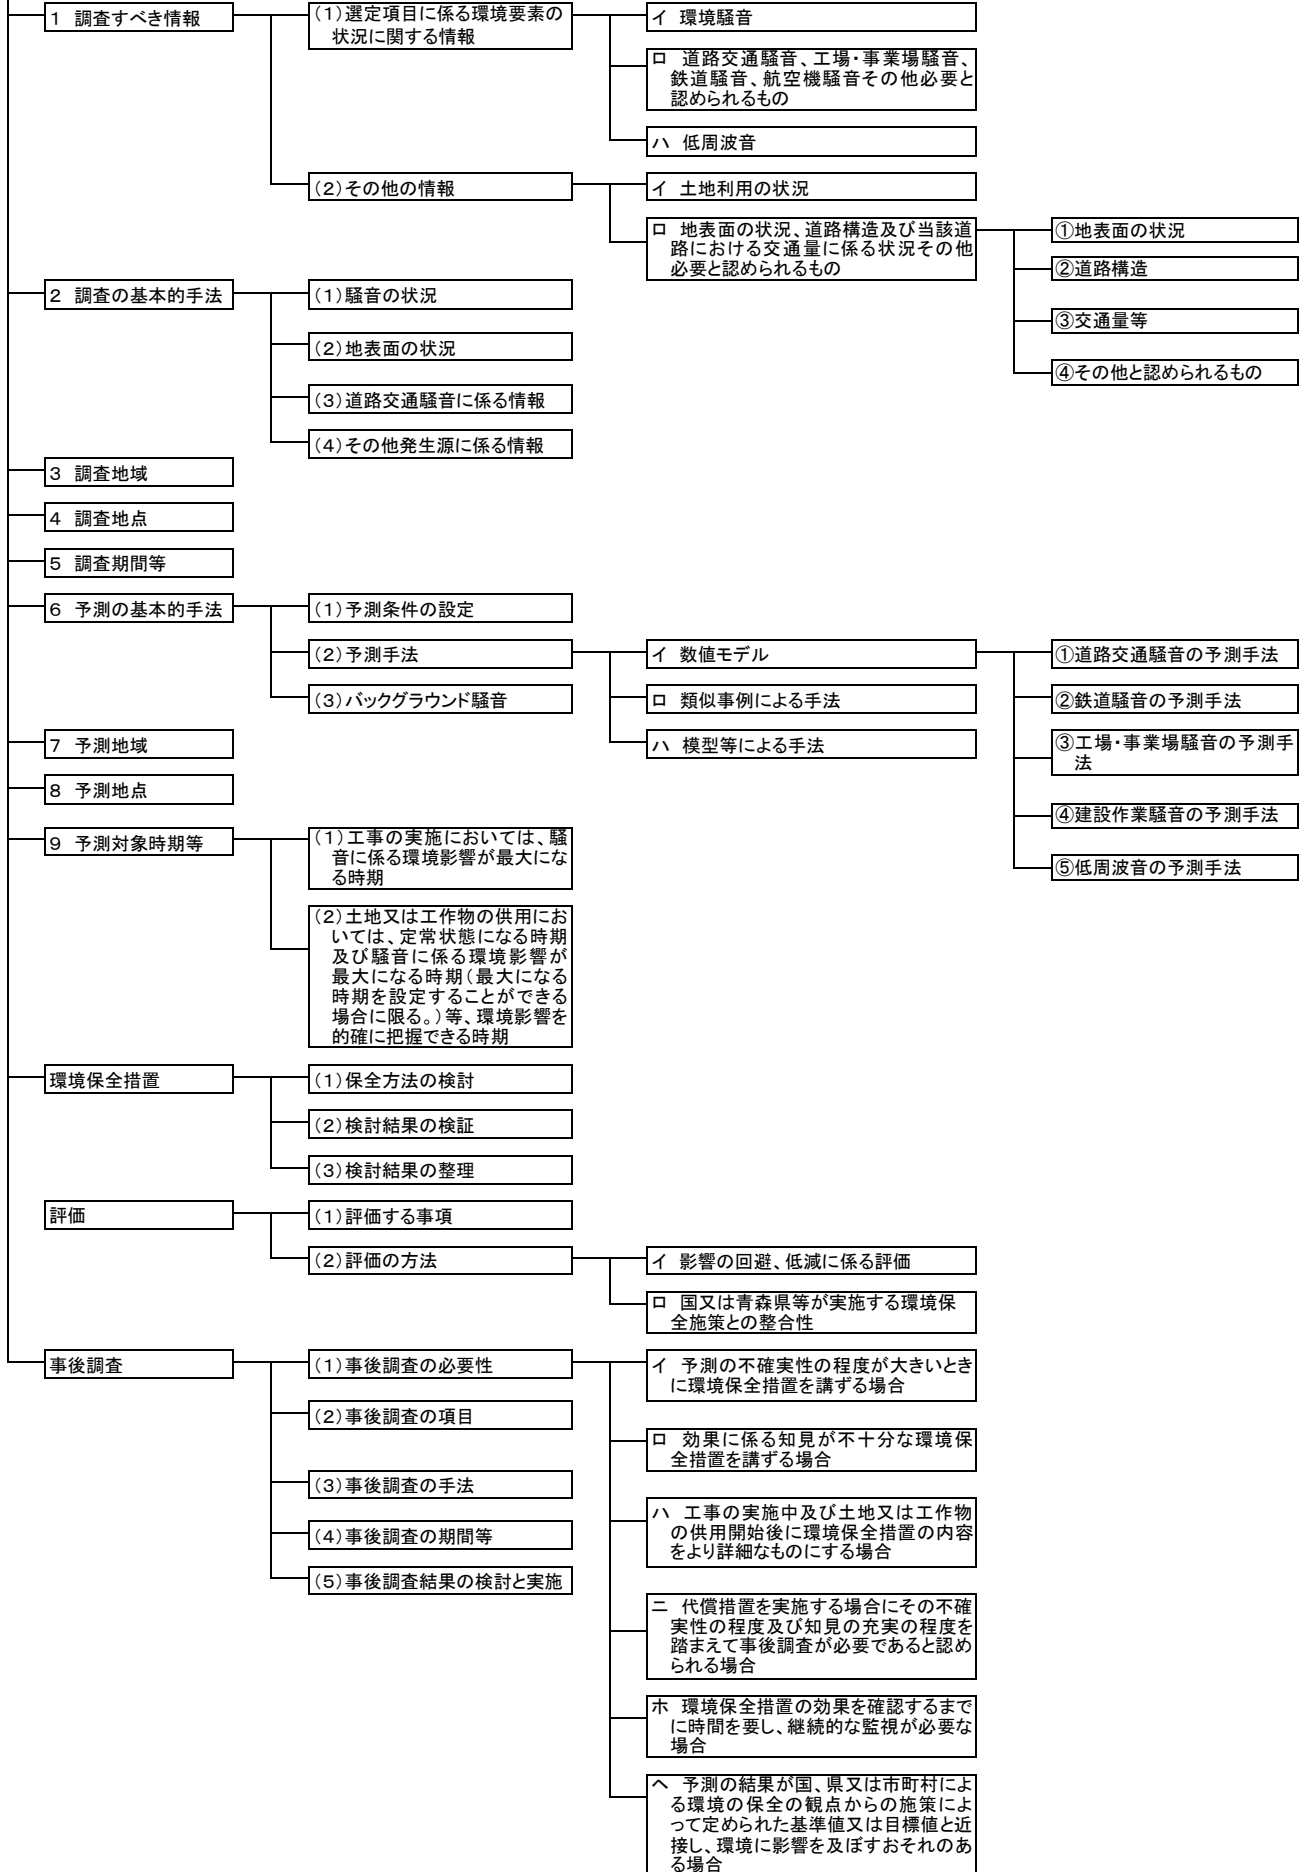 1 調査すべき情報
(1)選定項目に係る環境要素の
状況に関する情報
イ 環境騒音
ロ 道路交通騒音、工場・事業場騒音、
鉄道騒音、航空機騒音その他必要と
認められるもの
ハ 低周波音
(2)その他の情報
イ 土地利用の状況
ロ 地表面の状況、道路構造及び当該道
路における交通量に係る状況その他
必要と認められるもの
①地表面の状況
②道路構造
③交通量等
④その他と認められるもの
2 調査の基本的手法
(1)騒音の状況
(2)地表面の状況
(3)道路交通騒音に係る情報
(4)その他発生源に係る情報
3 調査地域
4 調査地点
5 調査期間等
6 予測の基本的手法
(1)予測条件の設定
(2)予測手法
イ 数値モデル
①道路交通騒音の予測手法
②鉄道騒音の予測手法
③工場・事業場騒音の予測手
法
④建設作業騒音の予測手法
⑤低周波音の予測手法
ロ 類似事例による手法
ハ 模型等による手法
(3)バックグラウンド騒音
7 予測地域
8 予測地点
9 予測対象時期等
(1)工事の実施においては、騒
音に係る環境影響が最大にな
る時期
(2)土地又は工作物の供用にお
いては、定常状態になる時期
及び騒音に係る環境影響が
最大になる時期(最大になる
時期を設定することができる
場合に限る。)等、環境影響を
的確に把握できる時期
環境保全措置
(1)保全方法の検討
(2)検討結果の検証
(3)検討結果の整理
評価
(1)評価する事項
(2)評価の方法
イ 影響の回避、低減に係る評価
ロ 国又は青森県等が実施する環境保
全施策との整合性
事後調査
(1)事後調査の必要性
イ 予測の不確実性の程度が大きいとき
に環境保全措置を講ずる場合
ロ 効果に係る知見が不十分な環境保
全措置を講ずる場合
ハ 工事の実施中及び土地又は工作物
の供用開始後に環境保全措置の内容
をより詳細なものにする場合
ニ 代償措置を実施する場合にその不確
実性の程度及び知見の充実の程度を
踏まえて事後調査が必要であると認め
られる場合
ホ 環境保全措置の効果を確認するまで
に時間を要し、継続的な監視が必要な
場合
ヘ 予測の結果が国、県又は市町村によ
る環境の保全の観点からの施策によ
って定められた基準値又は目標値と近
接し、環境に影響を及ぼすおそれのあ
る場合
(2)事後調査の項目
(3)事後調査の手法
(4)事後調査の期間等
(5)事後調査結果の検討と実施